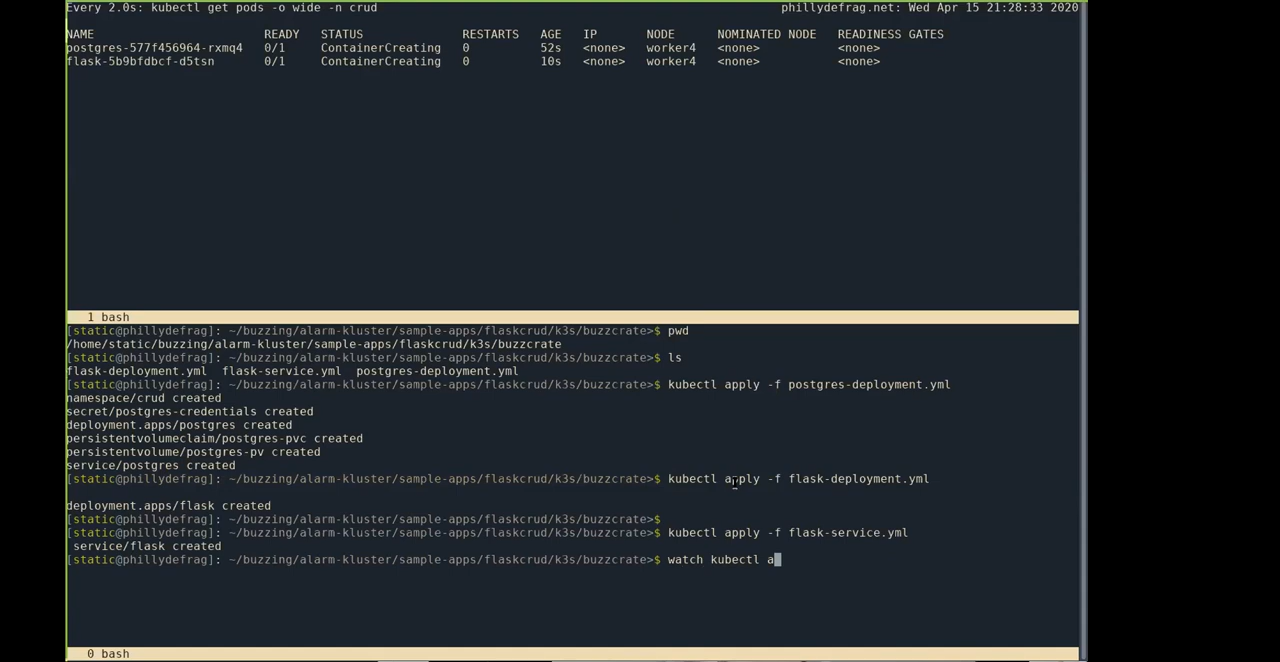 Every 2.0s: kubectl get pods -o wide -n crud phillydefrag.net: Wed Apr 15 21:28:33 2020
NAME READY STATUS RESTARTS AGE IP NODE NOMINATED NODE READINESS GATES
postgres-577f456964-rxmq4 0/1 ContainerCreating 0 52s <none> worker4 <none> <none>
flask-5b9bfdbcf-d5tsn 0/1 ContainerCreating 0 10s <none> worker4 <none> <none>
1 bash
[static@phillydefrag]: ~/buzzing/alarm-kluster/sample-apps/flaskcrud/k3s/buzzcrate>$ pwd
/home/static/buzzing/alarm-kluster/sample-apps/flaskcrud/k3s/buzzcrate
[static@phillydefrag]: ~/buzzing/alarm-kluster/sample-apps/flaskcrud/k3s/buzzcrate>$ ls
flask-deployment.yml flask-service.yml postgres-deployment.yml
[static@phillydefrag]: ~/buzzing/alarm-kluster/sample-apps/flaskcrud/k3s/buzzcrate>$ kubectl apply -f postgres-deployment.yml
namespace/crud created
secret/postgres-credentials created
deployment.apps/postgres created
persistentvolumeclaim/postgres-pvc created
persistentvolume/postgres-pv created
service/postgres created
[static@phillydefrag]: ~/buzzing/alarm-kluster/sample-apps/flaskcrud/k3s/buzzcrate>$ kubectl apply -f flask-deployment.yml
deployment.apps/flask created
[static@phillydefrag]: ~/buzzing/alarm-kluster/sample-apps/flaskcrud/k3s/buzzcrate>$
[static@phillydefrag]: ~/buzzing/alarm-kluster/sample-apps/flaskcrud/k3s/buzzcrate>$ kubectl apply -f flask-service.yml
service/flask created
[static@phillydefrag]: ~/buzzing/alarm-kluster/sample-apps/flaskcrud/k3s/buzzcrate>$ watch kubectl a
0 bash